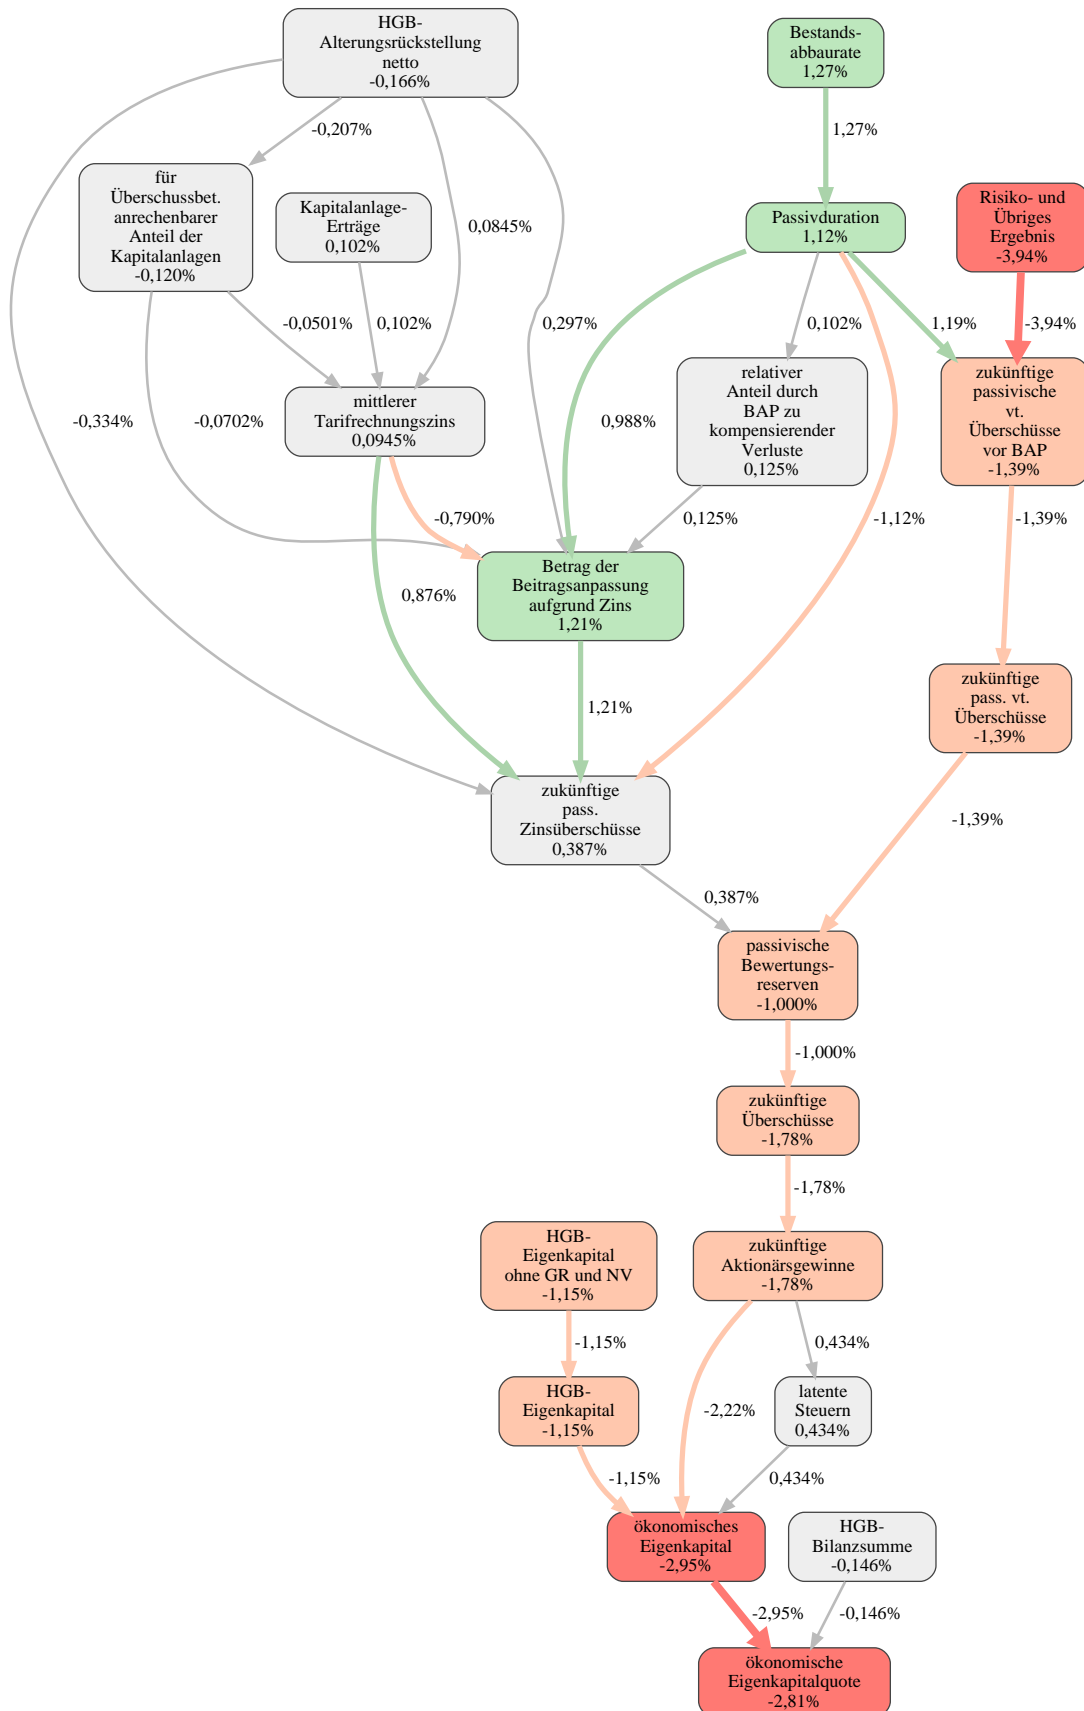 HGB-
Alterungsrückstellung
netto
-0,166%
Bestands-
abbaurate
1,27%
-0,207%
1,27%
für
Überschussbet.
anrechenbarer
Anteil der
Kapitalanlagen
-0,120%
Kapitalanlage-
Erträge
0,102%
0,0845%
Passivduration
1,12%
Risiko- und
Übriges
Ergebnis
-3,94%
-0,0501%
0,102%
0,297%
0,102%
1,19%
-3,94%
-0,334%
-0,0702%
mittlerer
Tarifrechnungszins
0,0945%
0,988%
relativer
Anteil durch
BAP zu
kompensierender
Verluste
0,125%
zukünftige
passivische
vt.
Überschüsse
vor BAP
-1,39%
-0,790%
0,125%
-1,12%
-1,39%
0,876%
Betrag der
Beitragsanpassung
aufgrund Zins
1,21%
1,21%
zukünftige
pass. vt.
Überschüsse
-1,39%
zukünftige
pass.
Zinsüberschüsse
0,387%
-1,39%
0,387%
passivische
Bewertungs-
reserven
-1,000%
-1,000%
zukünftige
Überschüsse
-1,78%
-1,78%
HGB-
Eigenkapital
ohne GR und NV
-1,15%
zukünftige
Aktionärsgewinne
-1,78%
-1,15%
0,434%
HGB-
Eigenkapital
-1,15%
-2,22%
latente
Steuern
0,434%
-1,15%
0,434%
ökonomisches
Eigenkapital
-2,95%
HGB-
Bilanzsumme
-0,146%
-2,95%
-0,146%
ökonomische
Eigenkapitalquote
-2,81%